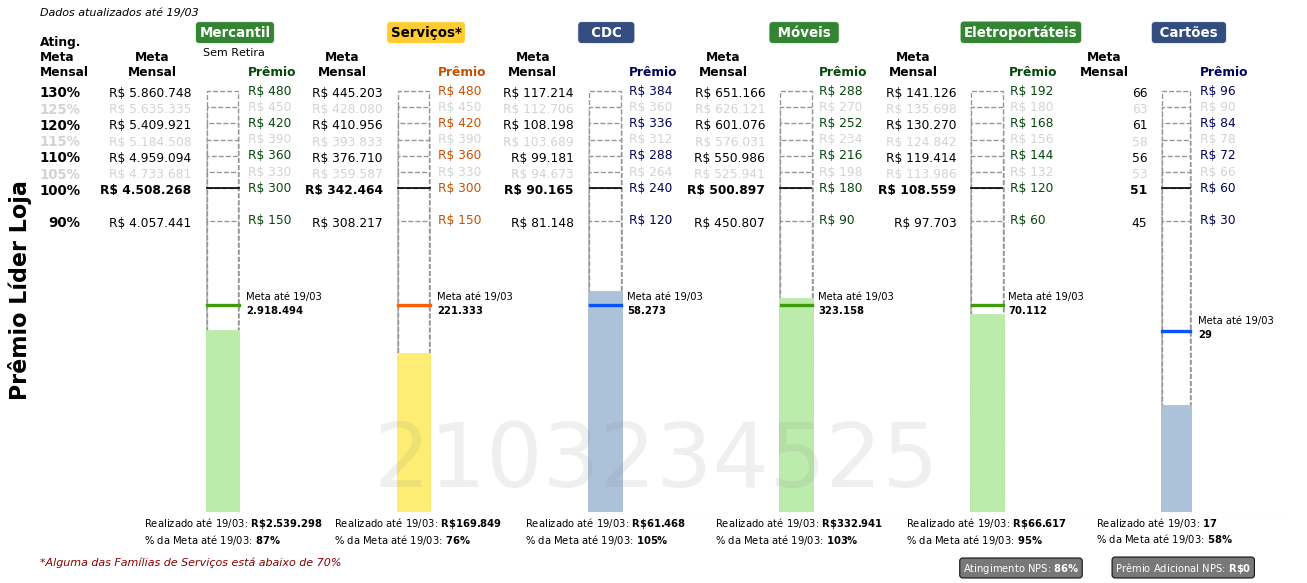 Dados atualizados até 19/03
Mercantil Serviços* CDC Móveis Eletroportáteis Cartões
Sem Retira
Ating. Meta Mensal
Meta Mensal Prêmio Meta Mensal Prêmio Meta Mensal Prêmio Meta Mensal Prêmio Meta Mensal Prêmio Meta Mensal Prêmio
130% R$ 5.860.748 R$ 480 R$ 445.203 R$ 480 R$ 117.214 R$ 384 R$ 651.166 R$ 288 R$ 141.126 R$ 192 66 R$ 96
125% R$ 5.635.335 R$ 450 R$ 428.080 R$ 450 R$ 112.706 R$ 360 R$ 626.121 R$ 270 R$ 135.698 R$ 180 63 R$ 90
120% R$ 5.409.921 R$ 420 R$ 410.956 R$ 420 R$ 108.198 R$ 336 R$ 601.076 R$ 252 R$ 130.270 R$ 168 61 R$ 84
115% R$ 5.184.508 R$ 390 R$ 393.833 R$ 390 R$ 103.689 R$ 312 R$ 576.031 R$ 234 R$ 124.842 R$ 156 58 R$ 78
110% R$ 4.959.094 R$ 360 R$ 376.710 R$ 360 R$ 99.181 R$ 288 R$ 550.986 R$ 216 R$ 119.414 R$ 144 56 R$ 72
105% R$ 4.733.681 R$ 330 R$ 359.587 R$ 330 R$ 94.673 R$ 264 R$ 525.941 R$ 198 R$ 113.986 R$ 132 53 R$ 66
100% R$ 4.508.268 R$ 300 R$ 342.464 R$ 300 R$ 90.165 R$ 240 R$ 500.897 R$ 180 R$ 108.559 R$ 120 51 R$ 60
90% R$ 4.057.441 R$ 150 R$ 308.217 R$ 150 R$ 81.148 R$ 120 R$ 450.807 R$ 90 R$ 97.703 R$ 60 45 R$ 30
Prêmio Líder Loja
Meta até 19/03 Meta até 19/03 Meta até 19/03 Meta até 19/03 Meta até 19/03
2.918.494 221.333 58.273 323.158 70.112
Meta até 19/03
29
2103234525
Realizado até 19/03: R$2.539.298 Realizado até 19/03: R$169.849 Realizado até 19/03: R$61.468 Realizado até 19/03: R$332.941 Realizado até 19/03: R$66.617 Realizado até 19/03: 17
% da Meta até 19/03: 87% % da Meta até 19/03: 76% % da Meta até 19/03: 105% % da Meta até 19/03: 103% % da Meta até 19/03: 95% % da Meta até 19/03: 58%
*Alguma das Famílias de Serviços está abaixo de 70%
Atingimento NPS: 86% Prêmio Adicional NPS: R$0